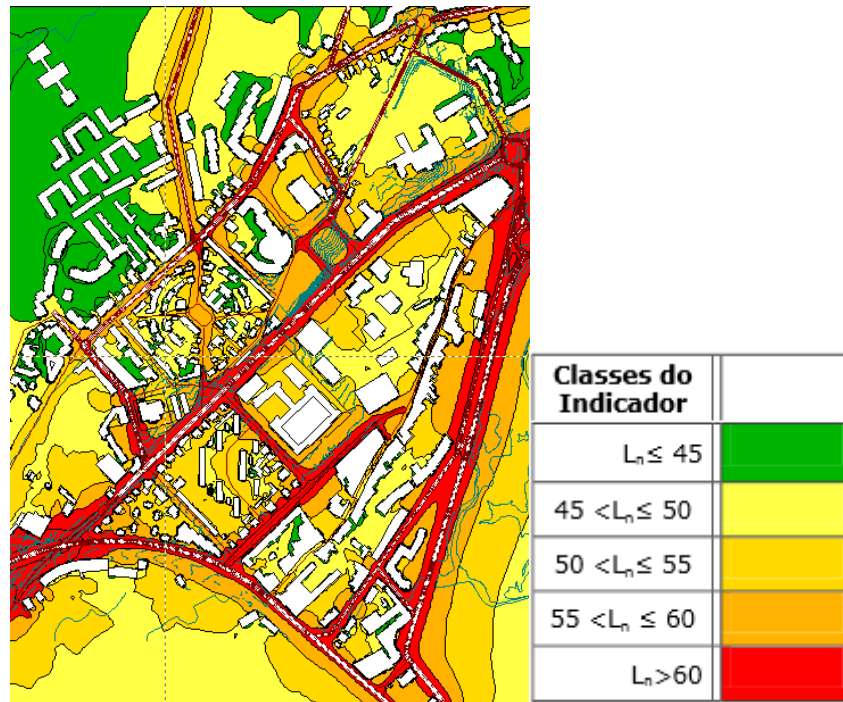 Classes do
Indicador
Lₙ ≤ 45
45 <Lₙ≤ 50
50 <Lₙ≤ 55
55 <Lₙ ≤ 60
Lₙ>60